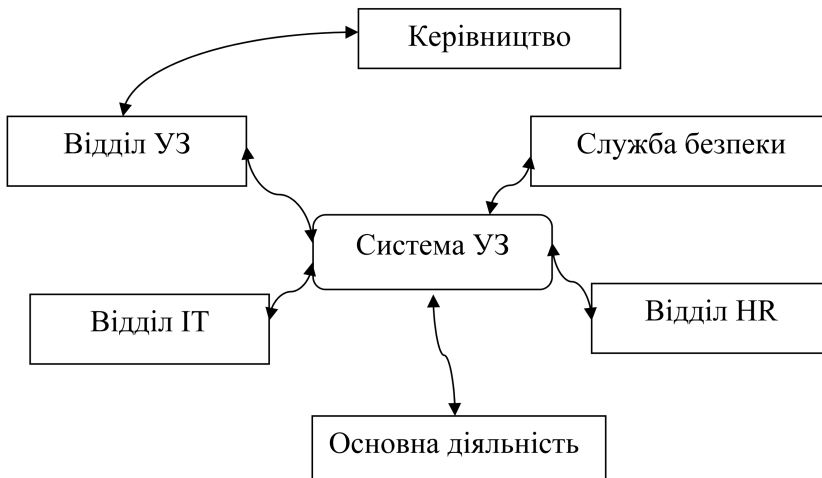 Керівництво
Відділ УЗ
Служба безпеки
Система УЗ
Відділ ІТ
Відділ HR
Основна діяльність